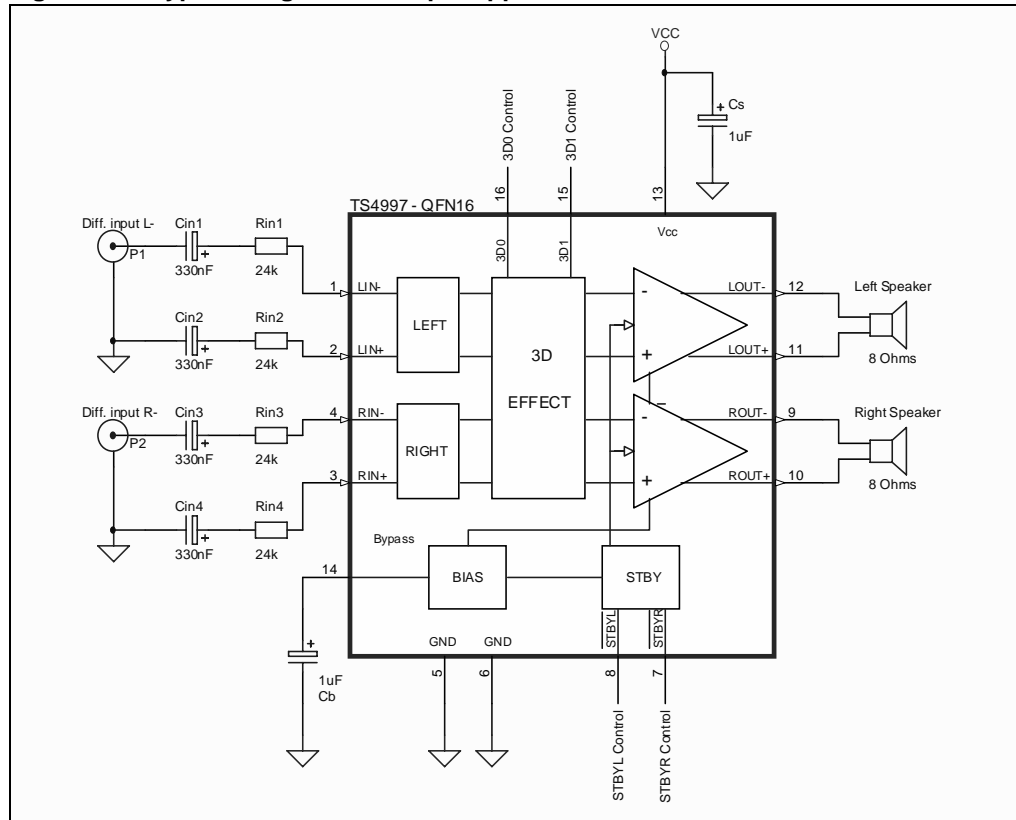 VCC
Cs
1uF
3D0 Control
3D1 Control
16
15
13
TS4997 - QFN16
Vcc
3D0
3D1
Diff. input L-
P1
Cin1
330nF
Rin1
24k
1
LIN-
Cin2
330nF
Rin2
24k
2
LIN+
LEFT
3D
EFFECT
LOUT-
12
LOUT+
11
Left Speaker
8 Ohms
Diff. input R-
P2
Cin3
330nF
Rin3
24k
4
RIN-
Cin4
330nF
Rin4
24k
3
RIN+
RIGHT
ROUT-
9
ROUT+
10
Right Speaker
8 Ohms
-
+
-
+
Bypass
14
BIAS
STBY
STBYL
STBYR
GND
GND
5
6
8
7
1uF
Cb
STBYL Control
STBYR Control